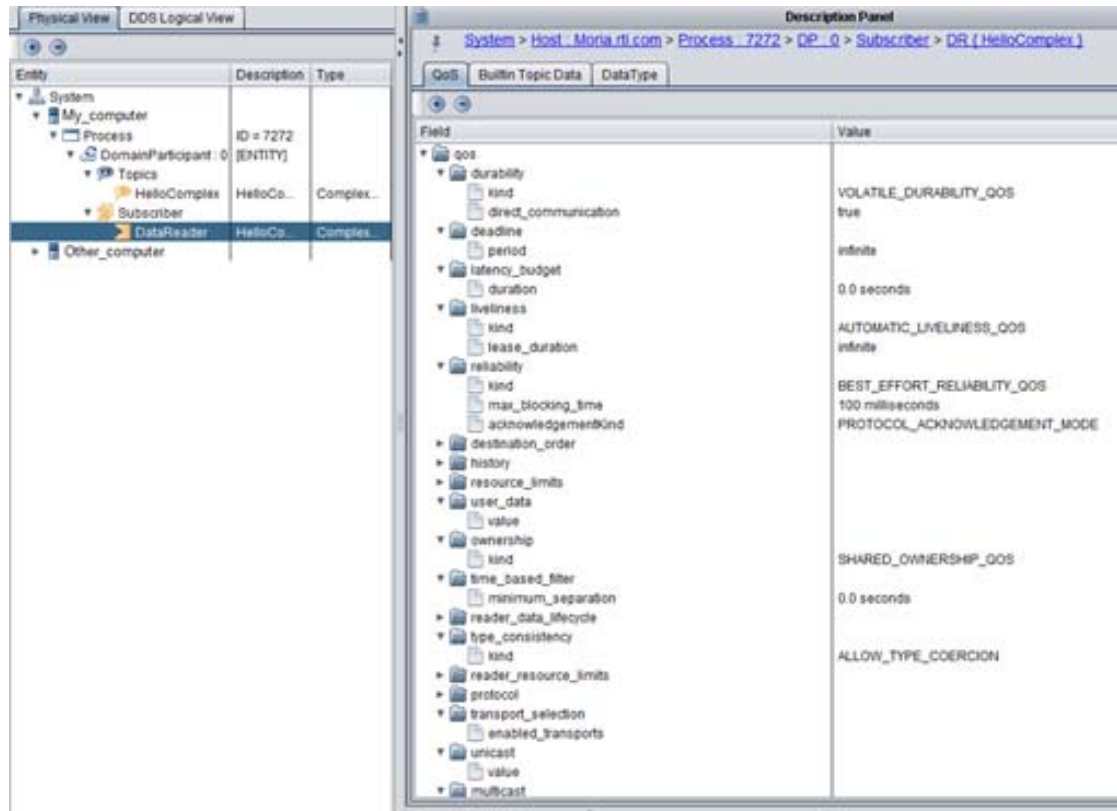 Physical View DDS Logical View
Entity Description Type
System
My_computer
Process ID = 7272
DomainParticipant : 0 [ENTITY]
Topics
HelloComplex HelloCo... Complex...
Subscriber
DataReader HelloCo... Complex...
Other_computer
Description Panel
System > Host : Moria.rti.com > Process : 7272 > DP : 0 > Subscriber > DR ( HelloComplex )
QoS Builtin Topic Data DataType
Field Value
qos
durability
kind VOLATILE_DURABILITY_QOS
direct_communication true
deadline
period infinite
latency_budget
duration 0.0 seconds
liveliness
kind AUTOMATIC_LIVELINESS_QOS
lease_duration infinite
reliability
kind BEST_EFFORT_RELIABILITY_QOS
max_blocking_time 100 milliseconds
acknowledgementKind PROTOCOL_ACKNOWLEDGEMENT_MODE
destination_order
history
resource_limits
user_data
value
ownership
kind SHARED_OWNERSHIP_QOS
time_based_filter
minimum_separation 0.0 seconds
reader_data_lifecycle
type_consistency
kind ALLOW_TYPE_COERCION
reader_resource_limits
protocol
transport_selection
enabled_transports
unicast
value
multicast